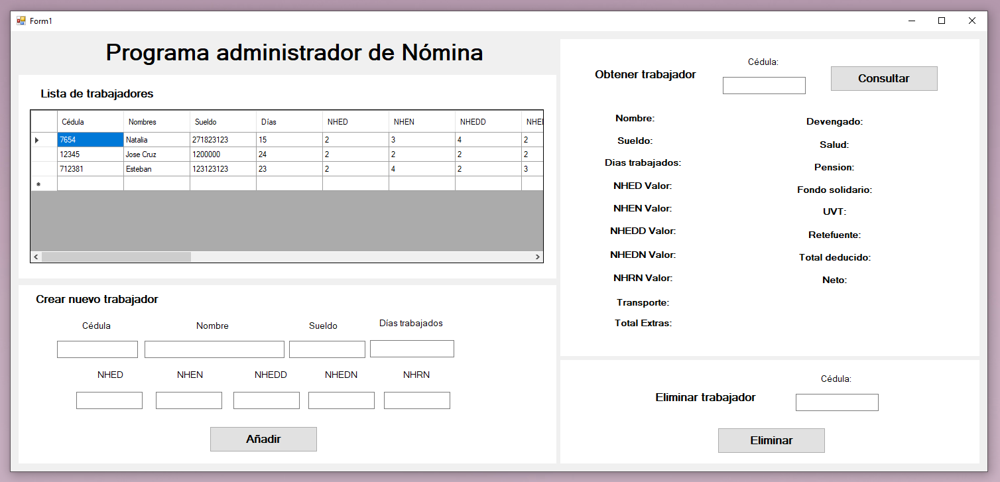 Form1
Programa administrador de Nómina
Lista de trabajadores
Cédula Nombres Sueldo Días NHED NHEN NHEDD NHE
7654 Natalia 271823123 15 2 3 4 2
12345 Jose Cruz 1200000 24 2 2 2 2
712381 Esteban 123123123 23 2 4 2 3
Crear nuevo trabajador
Cédula Nombre Sueldo Días trabajados
NHED NHEN NHEDD NHEDN NHRN
Añadir
Obtener trabajador
Cédula:
Consultar
Nombre:
Sueldo:
Dias trabajados:
NHED Valor:
NHEN Valor:
NHEDD Valor:
NHEDN Valor:
NHRN Valor:
Transporte:
Total Extras:
Devengado:
Salud:
Pension:
Fondo solidario:
UVT:
Retefuente:
Total deducido:
Neto:
Cédula:
Eliminar trabajador
Eliminar